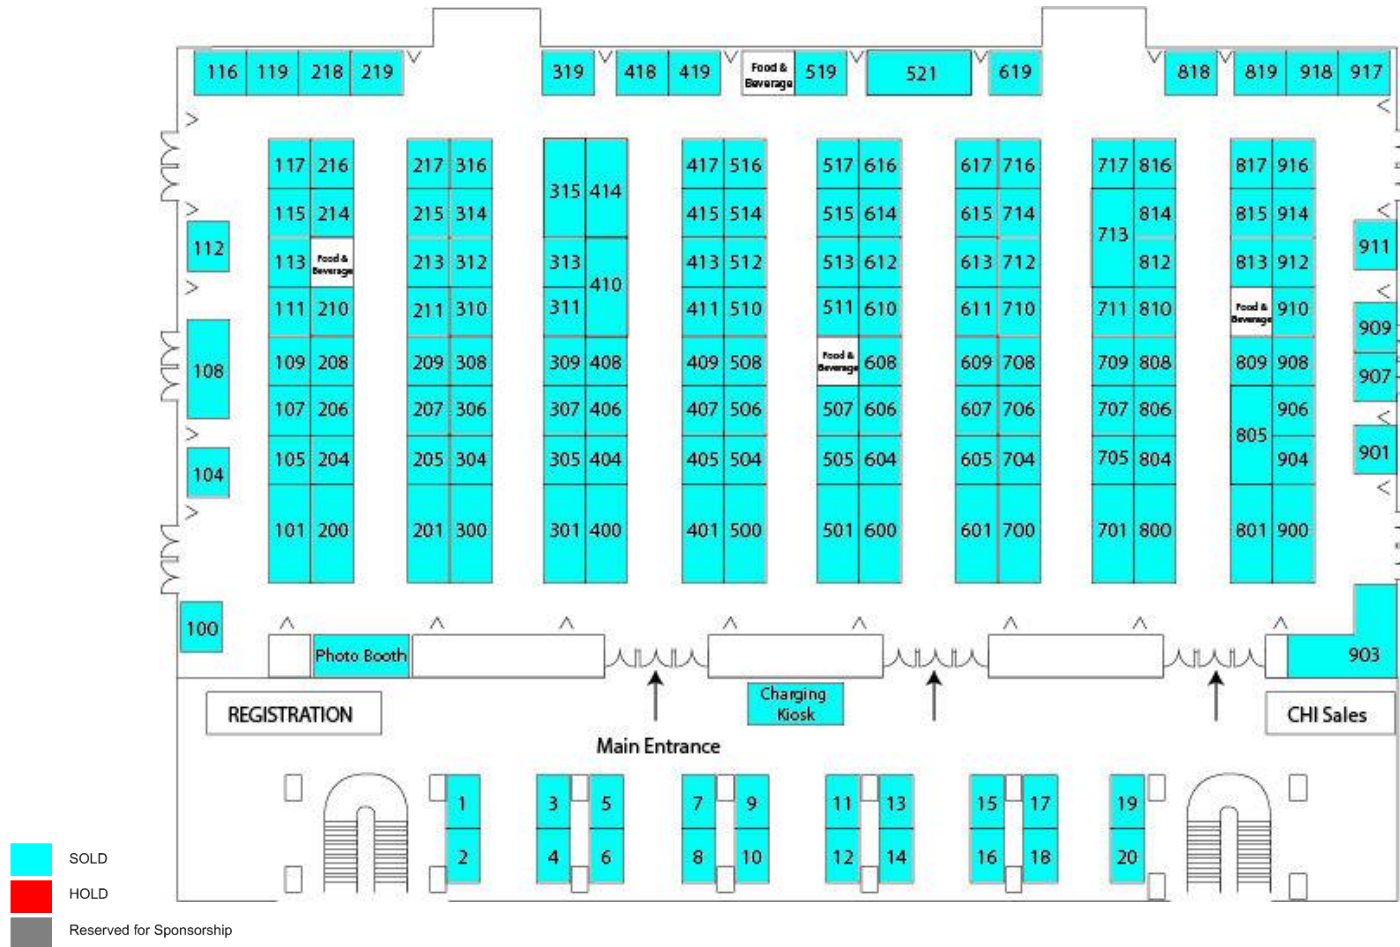 116 119 218 219 319 418 419 Food & 519 521 619 818 819 918 917
Beverage
117 216 217 316 417 516 517 616 617 716 717 816 817 916
315 414
115 214 215 314 415 514 515 614 615 714 814 815 914
713
112 911
113 Food & 213 312 313 413 512 513 612 613 712 812 813 912
Beverage
410
111 210 211 310 311 411 510 511 610 611 710 711 810 Food & 910
Beverage
909
109 208 209 308 309 408 409 508 Food & 608 609 708 709 808 809 908
Beverage
108 907
107 206 207 306 307 406 407 506 507 606 607 706 707 806 906
805
901
105 204 205 304 305 404 405 504 505 604 605 704 705 804 904
104
101 200 201 300 301 400 401 500 501 600 601 700 701 800 801 900
100
Photo Booth 903
Charging
Kiosk
REGISTRATION CHI Sales
Main Entrance
1 3 5 7 9 11 13 15 17 19
2 4 6 8 10 12 14 16 18 20
SOLD
HOLD
Reserved for Sponsorship